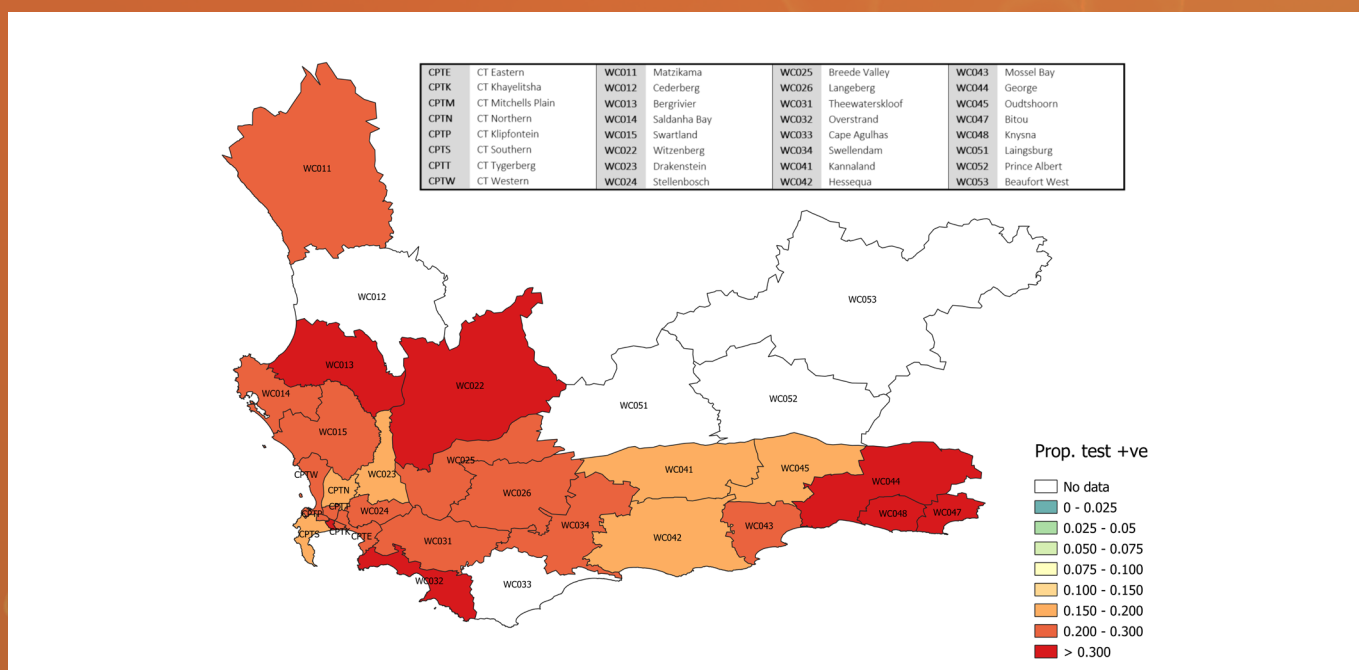 CPTE CT Eastern WC011 Matzikama WC025 Breede Valley WC043 Mossel Bay
CPTK CT Khayelitsha WC012 Cederberg WC026 Langeberg WC044 George
CPTM CT Mitchells Plain WC013 Bergrivier WC031 Theewaterskloof WC045 Oudtshoorn
CPTN CT Northern WC014 Saldanha Bay WC032 Overstrand WC047 Bitou
CPTP CT Klipfontein WC015 Swartland WC033 Cape Agulhas WC048 Knysna
CPTS CT Southern WC022 Witzenberg WC034 Swellendam WC051 Laingsburg
CPTT CT Tygerberg WC023 Drakenstein WC041 Kannaland WC052 Prince Albert
CPTW CT Western WC024 Stellenbosch WC042 Hessequa WC053 Beaufort West
WC011
WC012
WC053
WC013
WC022
WC014
WC051
WC052
WC015
WC025
WC041
WC045
CPTW
WC023
WC044
CPTN
WC026
CPTT
CPTP
WC024
WC048
WC047
CPTS
CPTK
CPTE
WC034
WC043
WC031
WC042
WC032
WC033
Prop. test +ve
No data
0 - 0.025
0.025 - 0.05
0.050 - 0.075
0.075 - 0.100
0.100 - 0.150
0.150 - 0.200
0.200 - 0.300
> 0.300